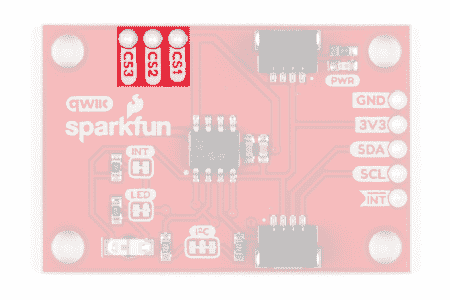 CS3 CS2 CS1
PWR
qwiic
sparkfun
GND
3V3
SDA
SCL
INT
INT
LED
I²C